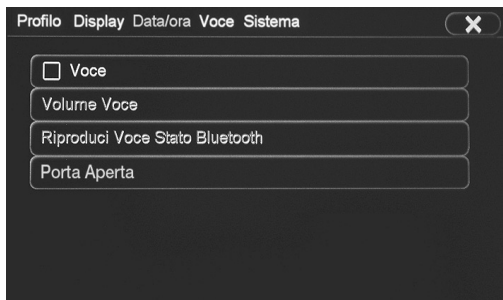 Profilo Display Data/ora Voce Sistema
Voce
Volume Voce
Riproduci Voce Stato Bluetooth
Porta Aperta